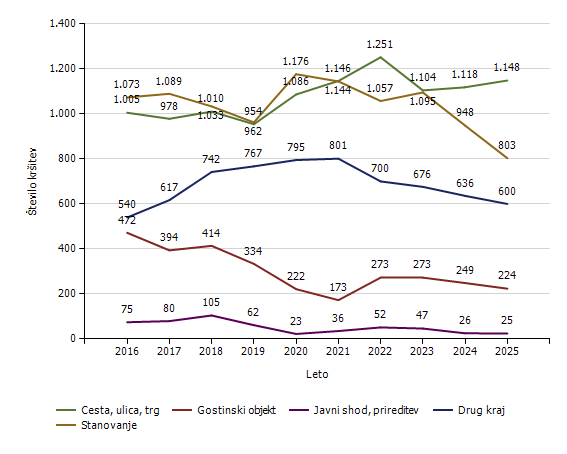 1.400
1.200
1.000
800
600
400
200
0
Število kršitev
1.073 1.089 1.010 954 1.176 1.146 1.251 1.104 1.118 1.148
1.005 978 1.033 962 1.086 1.144 1.057 1.095 948 803
540 617 742 767 795 801 700 676 636 600
472 394 414 334 222 173 273 273 249 224
75 80 105 62 23 36 52 47 26 25
2016 2017 2018 2019 2020 2021 2022 2023 2024 2025
Leto
Cesta, ulica, trg Gostinski objekt Javni shod, prireditev Drug kraj
Stanovanje